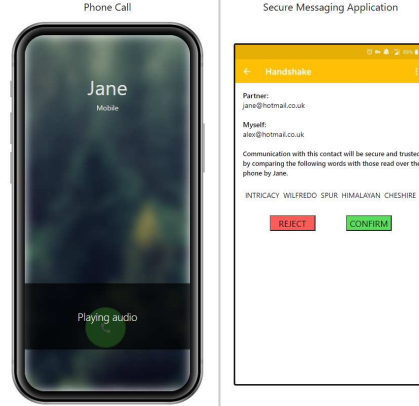 Phone Call
Jane
Mobile
Playing audio
Secure Messaging Application
Handshake
Partner:
jane@hotmail.co.uk
Myself:
alex@hotmail.co.uk
Communication with this contact will be secure and trusted
by comparing the following words with those read over the
phone by Jane.
INTRICACY WILFREDO SPUR HIMALAYAN CHESHIRE
REJECT CONFIRM